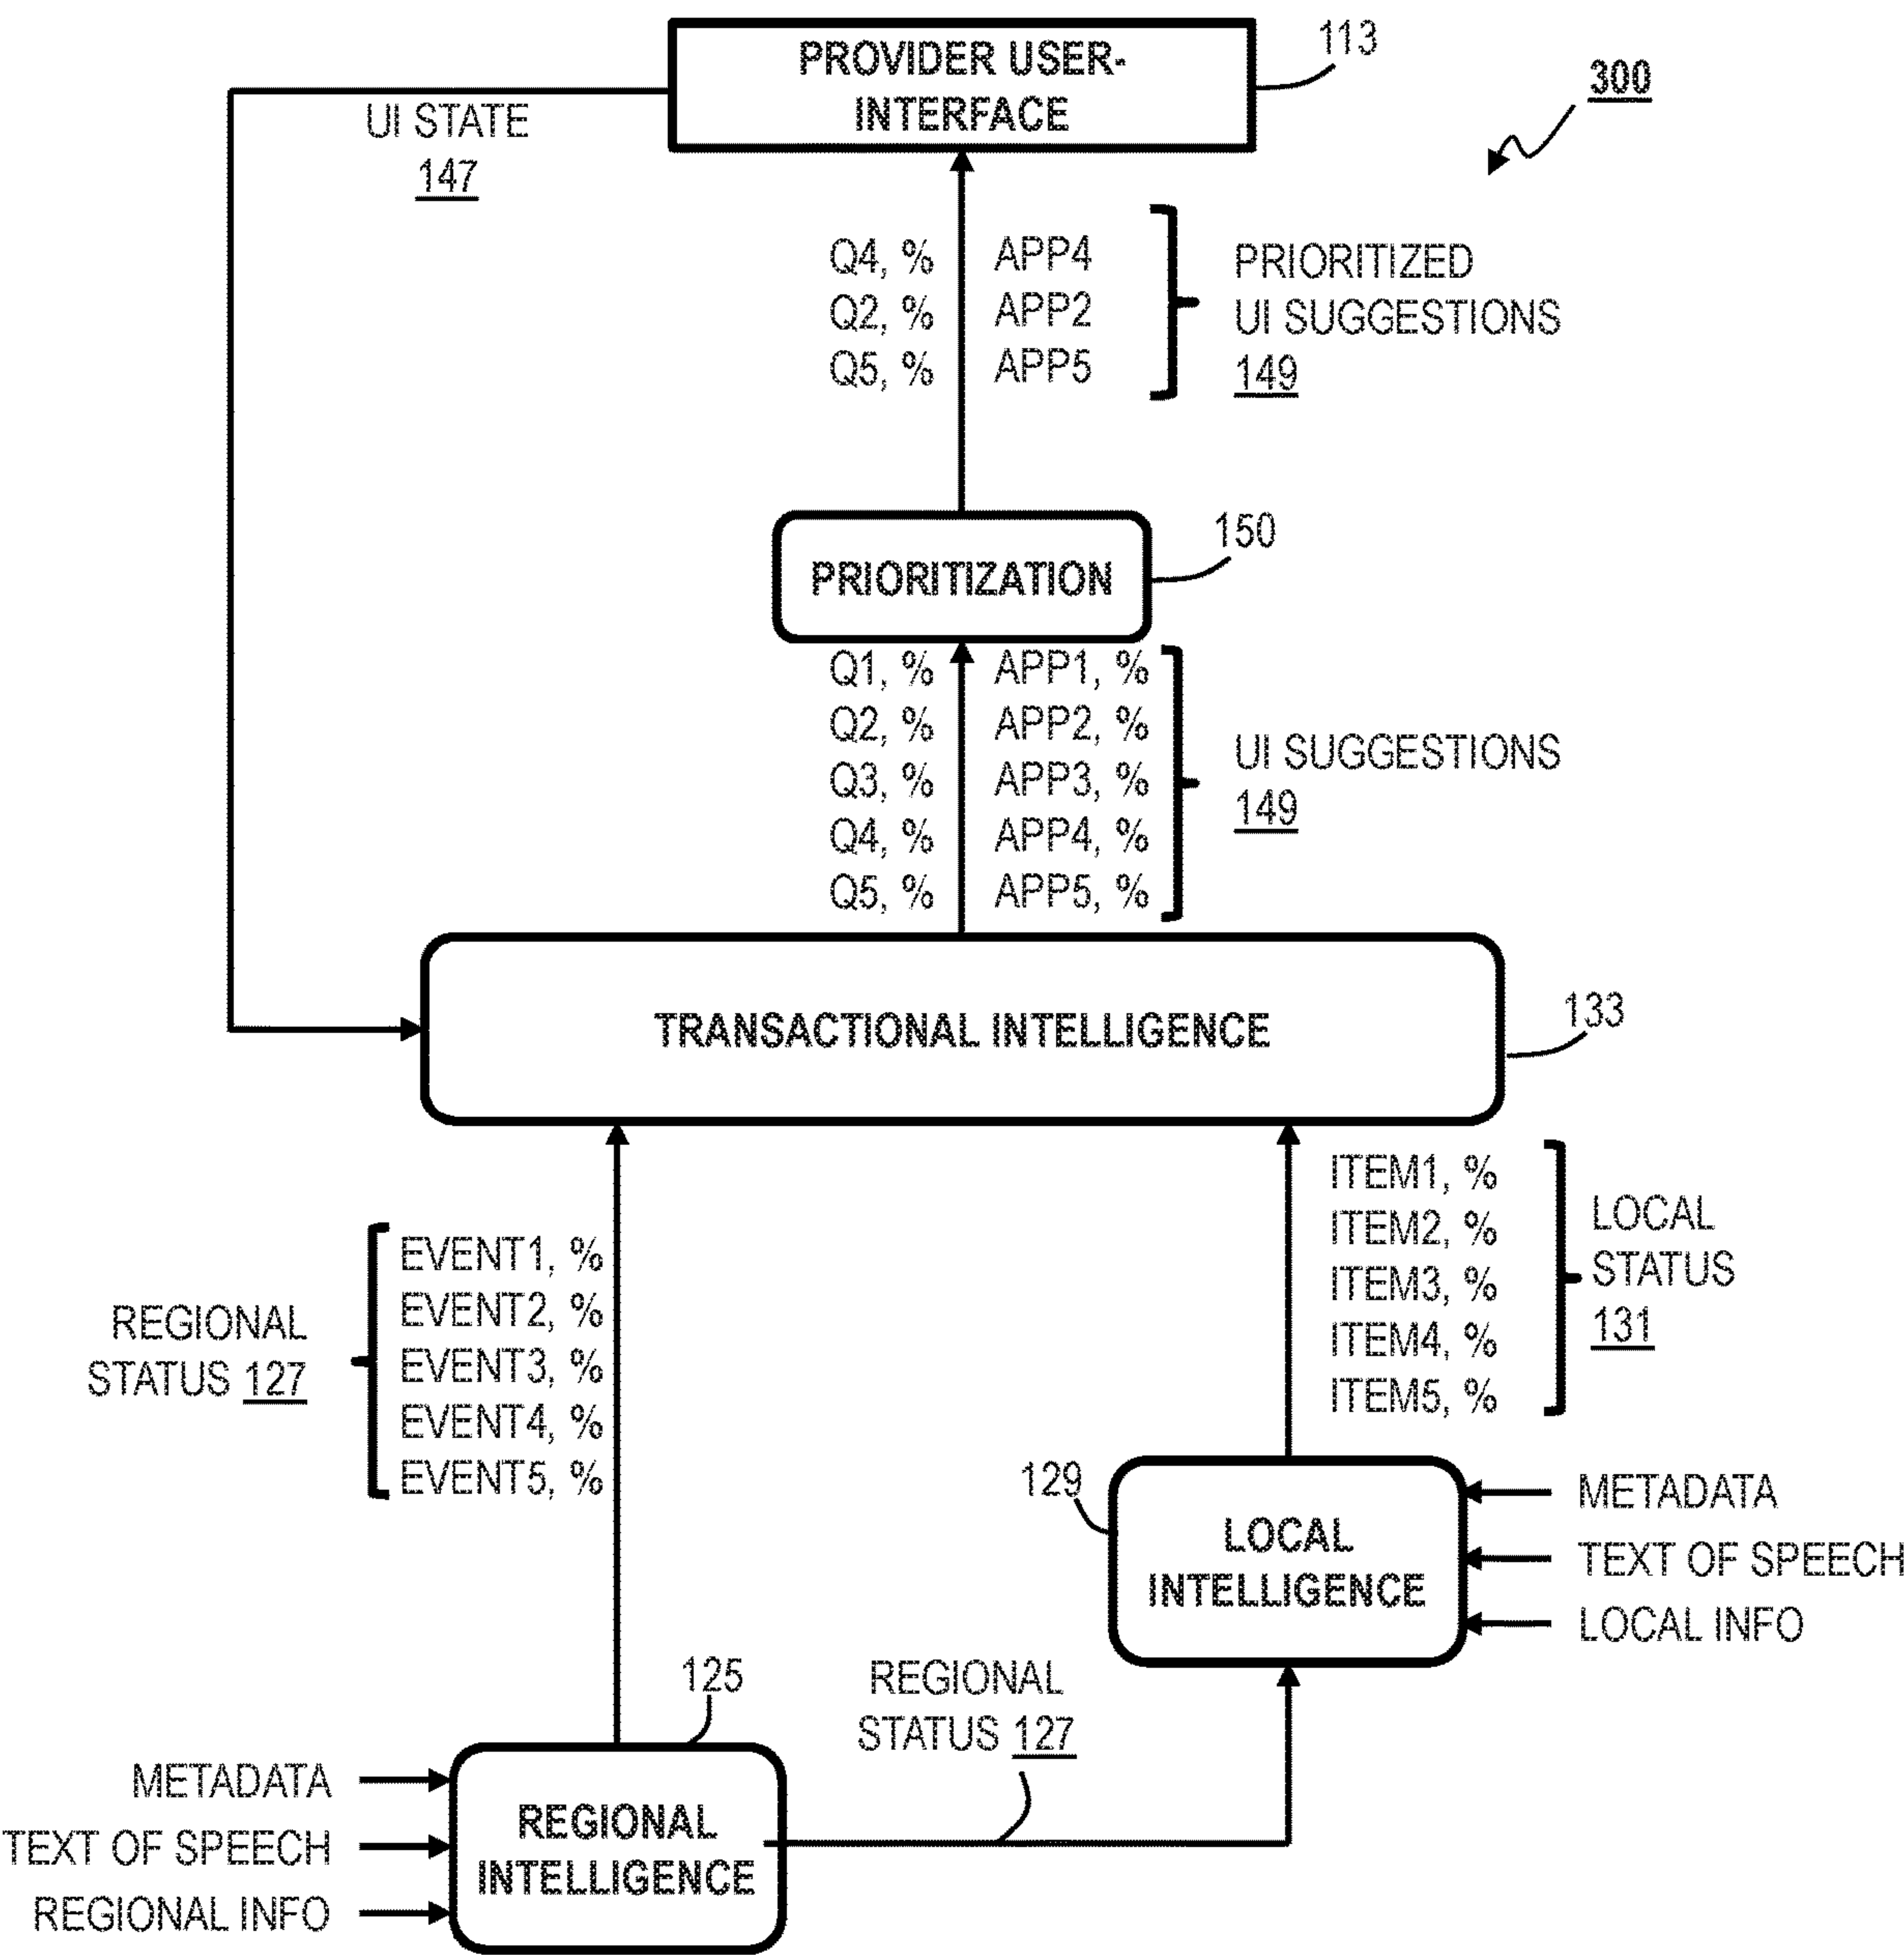 PROVIDER USER-
INTERFACE
113
300
UI STATE
147
Q4, % APP4
Q2, % APP2
Q5, % APP5
PRIORITIZED
UI SUGGESTIONS
149
150
PRIORITIZATION
Q1, % APP1, %
Q2, % APP2, %
Q3, % APP3, %
Q4, % APP4, %
Q5, % APP5, %
UI SUGGESTIONS
149
TRANSACTIONAL INTELLIGENCE
133
REGIONAL
STATUS 127
EVENT1, %
EVENT2, %
EVENT3, %
EVENT4, %
EVENT5, %
ITEM1, %
ITEM2, %
ITEM3, %
ITEM4, %
ITEM5, %
LOCAL
STATUS
131
129
LOCAL
INTELLIGENCE
METADATA
TEXT OF SPEECH
LOCAL INFO
125
REGIONAL
STATUS 127
METADATA
TEXT OF SPEECH
REGIONAL INFO
REGIONAL
INTELLIGENCE